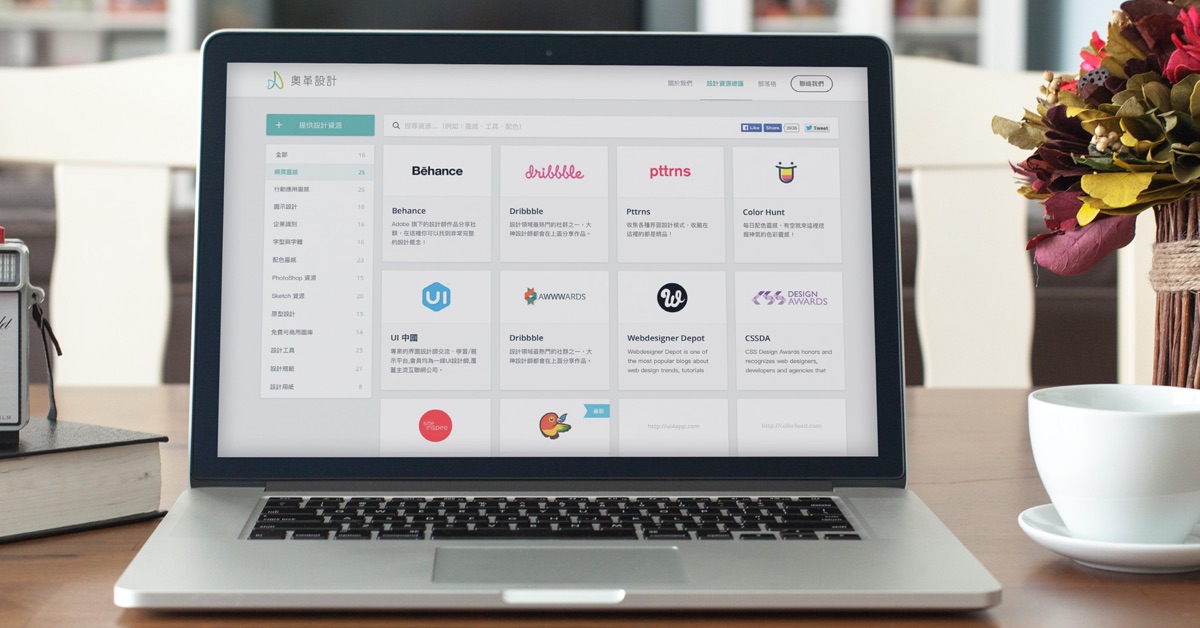 奧革設計
關於我們
設計資源總匯
部落格
聯絡我們
+ 提供設計資源
搜尋資源... (例如：靈感、工具、配色)
Like
Share
Tweet
全部 16
網頁靈感 25
行動應用靈感 25
圖示設計 16
企業識別 16
字型與字體 16
配色靈感 23
PhotoShop 資源 15
Sketch 資源 20
原型設計 19
免費可商用圖庫 14
設計工具 23
設計規範 27
設計用紙 8
Bēhance
Behance
Adobe 旗下的設計師作品分享社
群，在這裡你可以找到非常完整
的設計概念！
dribbble
Dribbble
設計領域最熱門的社群之一，大
神設計師都會在上面分享作品。
pttrns
Pttrns
收集各種界面設計模式，收藏在
這裡的都是精品！
Color Hunt
每日配色靈感，有空就來這裡挖
掘神氣的色彩靈感！
UI
UI 中國
專業的界面設計師交流、學習/展
示平台,會員均為一線UI設計師,覆
蓋主流互聯網公司。
AWWWARDS
Dribbble
設計領域最熱門的社群之一，大
神設計師都會在上面分享作品。
W
Webdesigner Depot
Webdesigner Depot is one of
the most popular blogs about
web design trends, tutorials
CSS DESIGN
AWARDS
CSSDA
CSS Design Awards honors and
recognizes web designers,
developers and agencies that
inspire
http://ui4app.com